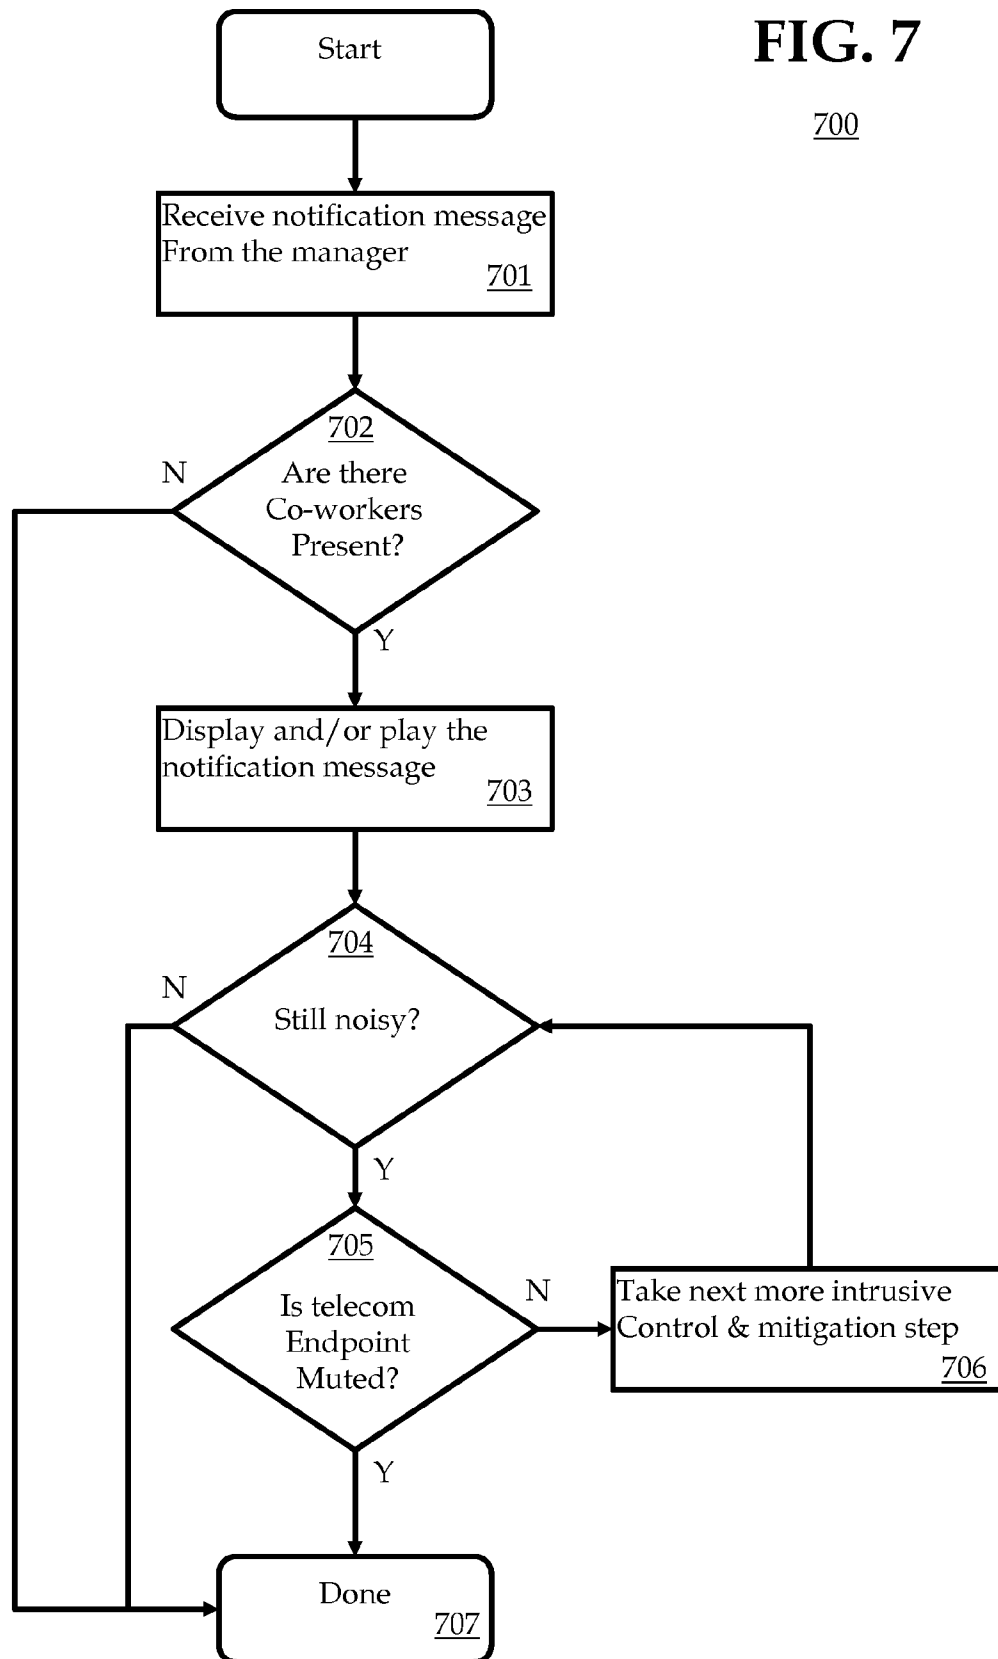 Start
FIG. 7
700
Receive notification message
From the manager
701
702
N
Are there
Co-workers
Present?
Y
Display and/or play the
notification message
703
704
N
Still noisy?
Y
705
Is telecom
Endpoint
Muted?
N
Take next more intrusive
Control & mitigation step
706
Y
Done
707